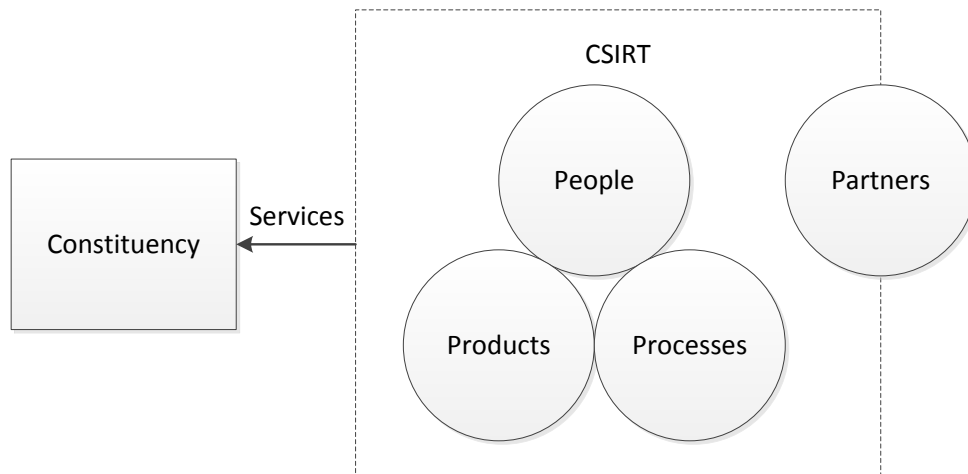 CSIRT
People
Partners
Services
Constituency
Products
Processes